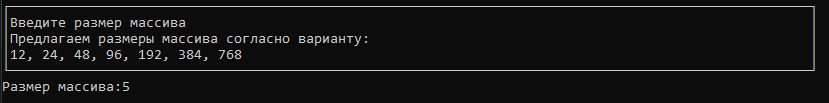 Введите размер массива
Предлагаем размеры массива согласно варианту:
12, 24, 48, 96, 192, 384, 768
Размер массива:5